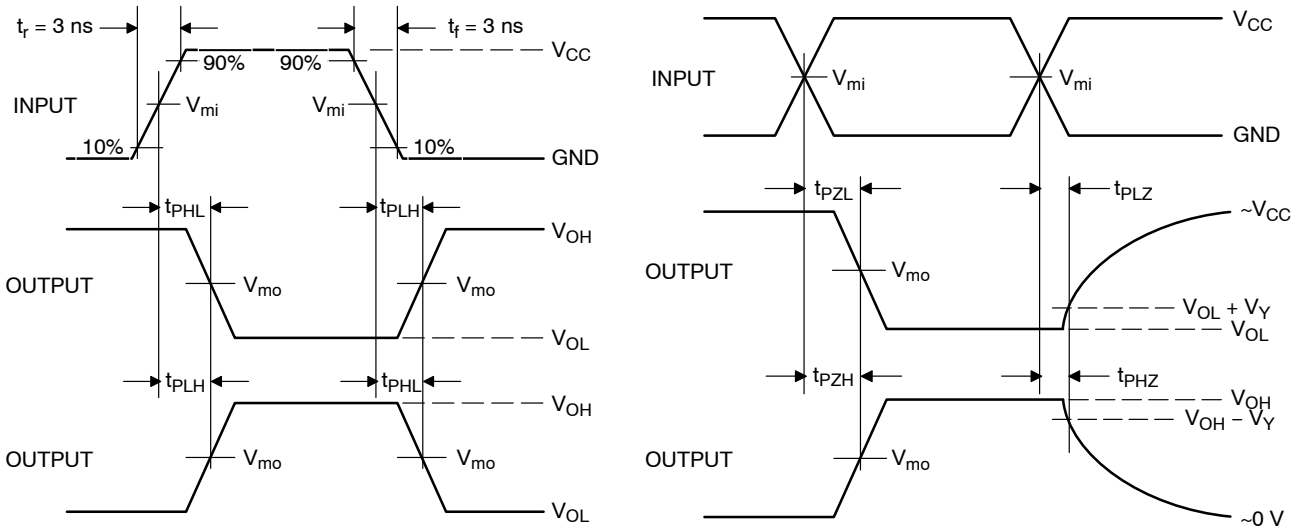 tr = 3 ns
tf = 3 ns
VCC
90%
90%
INPUT
Vmi
Vmi
10%
10%
GND
tPHL
tPLH
VOH
OUTPUT
Vmo
Vmo
VOL
tPLH
tPHL
VOH
OUTPUT
Vmo
Vmo
VOL
VCC
INPUT
Vmi
Vmi
GND
tPZL
tPLZ
~VCC
OUTPUT
Vmo
VOL + VY
VOL
tPZH
tPHZ
VOH
VOH – VY
OUTPUT
Vmo
~0 V